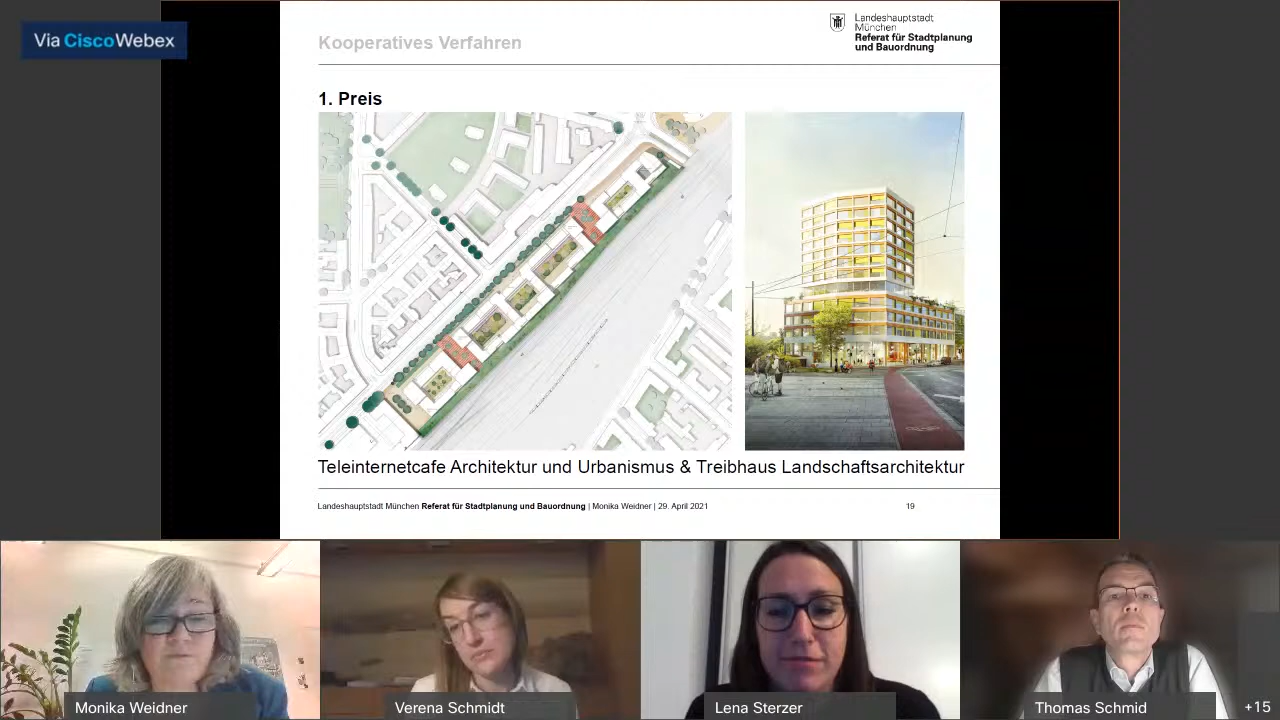 Via Cisco Webex
Kooperatives Verfahren
Landeshauptstadt
München
Referat für Stadtplanung
und Bauordnung
1. Preis
Teleinternetcafe Architektur und Urbanismus & Treibhaus Landschaftsarchitektur
Landeshauptstadt München Referat für Stadtplanung und Bauordnung | Monika Weidner | 29. April 2021
19
Monika Weidner
Verena Schmidt
Lena Sterzer
Thomas Schmid
+15